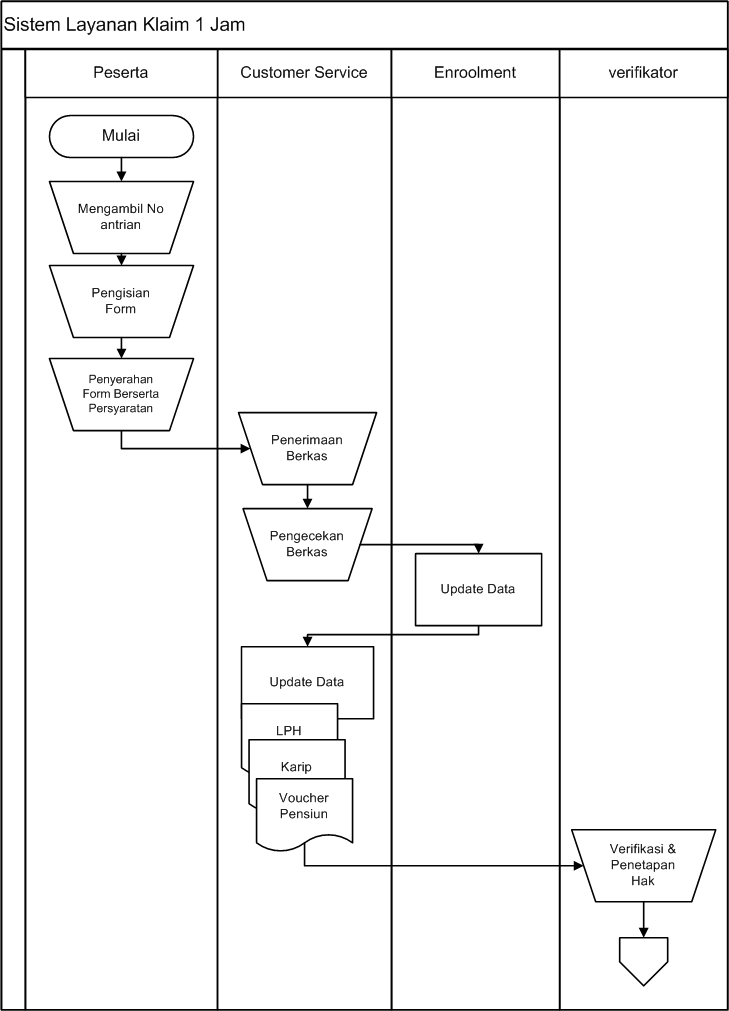 Sistem Layanan Klaim 1 Jam
Peserta
Customer Service
Enroolment
verifikator
Mulai
Mengambil No
antrian
Pengisian
Form
Penyerahan
Form Berserta
Persyaratan
Penerimaan
Berkas
Pengecekan
Berkas
Update Data
Update Data
LPH
Karip
Voucher
Pensiun
Verifikasi &
Penetapan
Hak